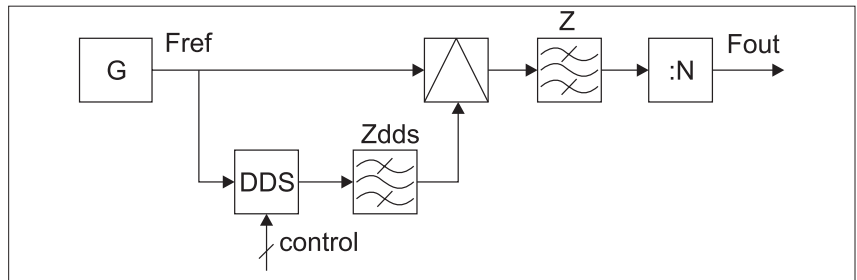 Z
Fref
Fout
G
:N
Zdds
DDS
control